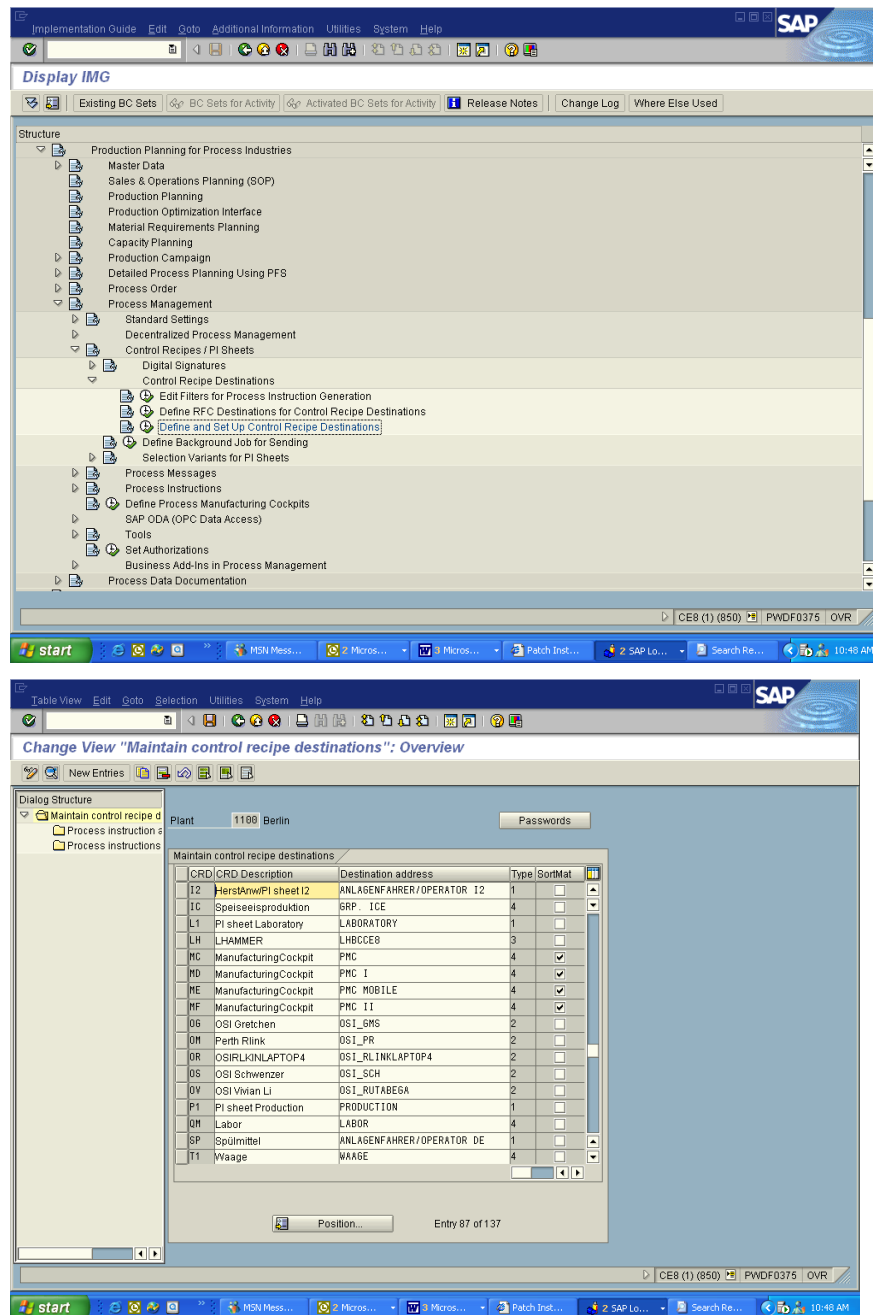 Implementation Guide Edit Goto Additional Information Utilities System Help
SAP
Display IMG
Existing BC Sets BC Sets for Activity Activated BC Sets for Activity Release Notes Change Log Where Else Used
Structure
Production Planning for Process Industries
Master Data
Sales & Operations Planning (SOP)
Production Planning
Production Optimization Interface
Material Requirements Planning
Capacity Planning
Production Campaign
Detailed Process Planning Using PFS
Process Order
Process Management
Standard Settings
Decentralized Process Management
Control Recipes / PI Sheets
Digital Signatures
Control Recipe Destinations
Edit Filters for Process Instruction Generation
Define RFC Destinations for Control Recipe Destinations
Define and Set Up Control Recipe Destinations
Define Background Job for Sending
Selection Variants for PI Sheets
Process Messages
Process Instructions
Define Process Manufacturing Cockpits
SAP ODA (OPC Data Access)
Tools
Set Authorizations
Business Add-Ins in Process Management
Process Data Documentation
CE8 (1) (850) PWDF0375 OVR
start MSN Mess... 2 Micros... 3 Micros... Patch Inst... 2 SAP Lo... Search Re... 10:48 AM
Table View Edit Goto Selection Utilities System Help
SAP
Change View "Maintain control recipe destinations": Overview
New Entries
Dialog Structure
Maintain control recipe d
Process instruction a
Process instructions
Plant 1100 Berlin Passwords
Maintain control recipe destinations
CRD CRD Description Destination address Type SortMat
I2 HerstAnw/PI sheet I2 ANLAGENFAHRER/OPERATOR I2 1
IC Speiseeisproduktion GRP. ICE 4
L1 PI sheet Laboratory LABORATORY 1
LH LHAMMER LHBCCE8 3
MC ManufacturingCockpit PMC 4
MD ManufacturingCockpit PMC I 4
ME ManufacturingCockpit PMC MOBILE 4
MF ManufacturingCockpit PMC II 4
OG OSI Gretchen OSI_GMS 2
OM Perth Rlink OSI_PR 2
OR OSIRLKINLAPTOP4 OSI_RLINKLAPTOP4 2
OS OSI Schwenzer OSI_SCH 2
OV OSI Vivian Li OSI_RUTABEGA 2
P1 PI sheet Production PRODUCTION 1
QM Labor LABOR 4
SP Spülmittel ANLAGENFAHRER/OPERATOR DE 1
T1 Waage WAAGE 4
Position... Entry 87 of 137
CE8 (1) (850) PWDF0375 OVR
start MSN Mess... 2 Micros... 3 Micros... Patch Inst... 2 SAP Lo... Search Re... 10:48 AM